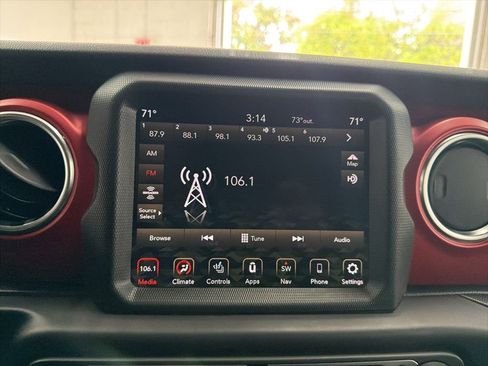 71° 3:14 73° out. 71°
1 2 3 4 5 6
87.9 88.1 98.1 93.3 105.1 107.9
AM
Map
FM
106.1
Source
Select
Browse Tune Audio
106.1 SW
Media Climate Controls Apps Nav Phone Settings